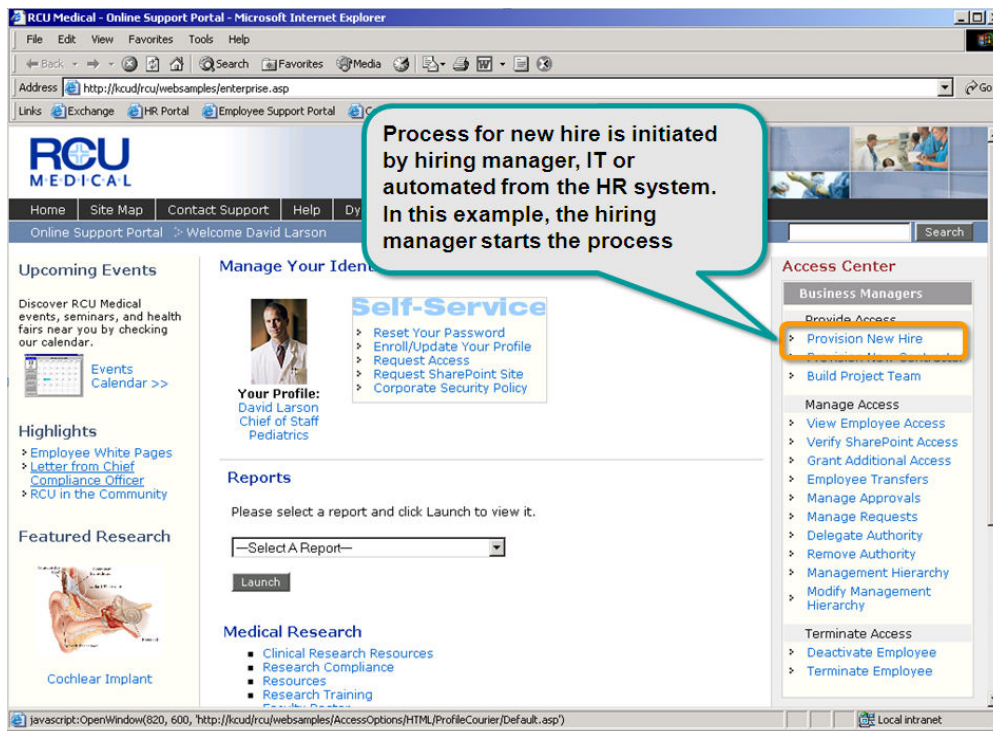 RCU Medical - Online Support Portal - Microsoft Internet Explorer
File Edit View Favorites Tools Help
Back Search Favorites Media
Address http://kcud/rcu/websamples/enterprise.asp Go
Links Exchange HR Portal Employee Support Portal
Process for new hire is initiated
by hiring manager, IT or
automated from the HR system.
In this example, the hiring
manager starts the process
RCU
M·E·D·I·C·A·L
Home Site Map Contact Support Help
Online Support Portal > Welcome David Larson Search
Upcoming Events
Discover RCU Medical
events, seminars, and health
fairs near you by checking
our calendar.
Events
Calendar >>
Highlights
Employee White Pages
Letter from Chief
Compliance Officer
RCU in the Community
Featured Research
Cochlear Implant
Manage Your
Your Profile:
David Larson
Chief of Staff
Pediatrics
Self-Service
Reset Your Password
Enroll/Update Your Profile
Request Access
Request SharePoint Site
Corporate Security Policy
Reports
Please select a report and click Launch to view it.
—Select A Report—
Launch
Medical Research
Clinical Research Resources
Research Compliance
Resources
Research Training
Access Center
Business Managers
Provide Access
Provision New Hire
Provision New Contractor
Build Project Team
Manage Access
View Employee Access
Verify SharePoint Access
Grant Additional Access
Employee Transfers
Manage Approvals
Manage Requests
Delegate Authority
Remove Authority
Management Hierarchy
Modify Management
Hierarchy
Terminate Access
Deactivate Employee
Terminate Employee
javascript:OpenWindow(820, 600, 'http://kcud/rcu/websamples/AccessOptions/HTML/ProfileCourier/Default.asp') Local intranet